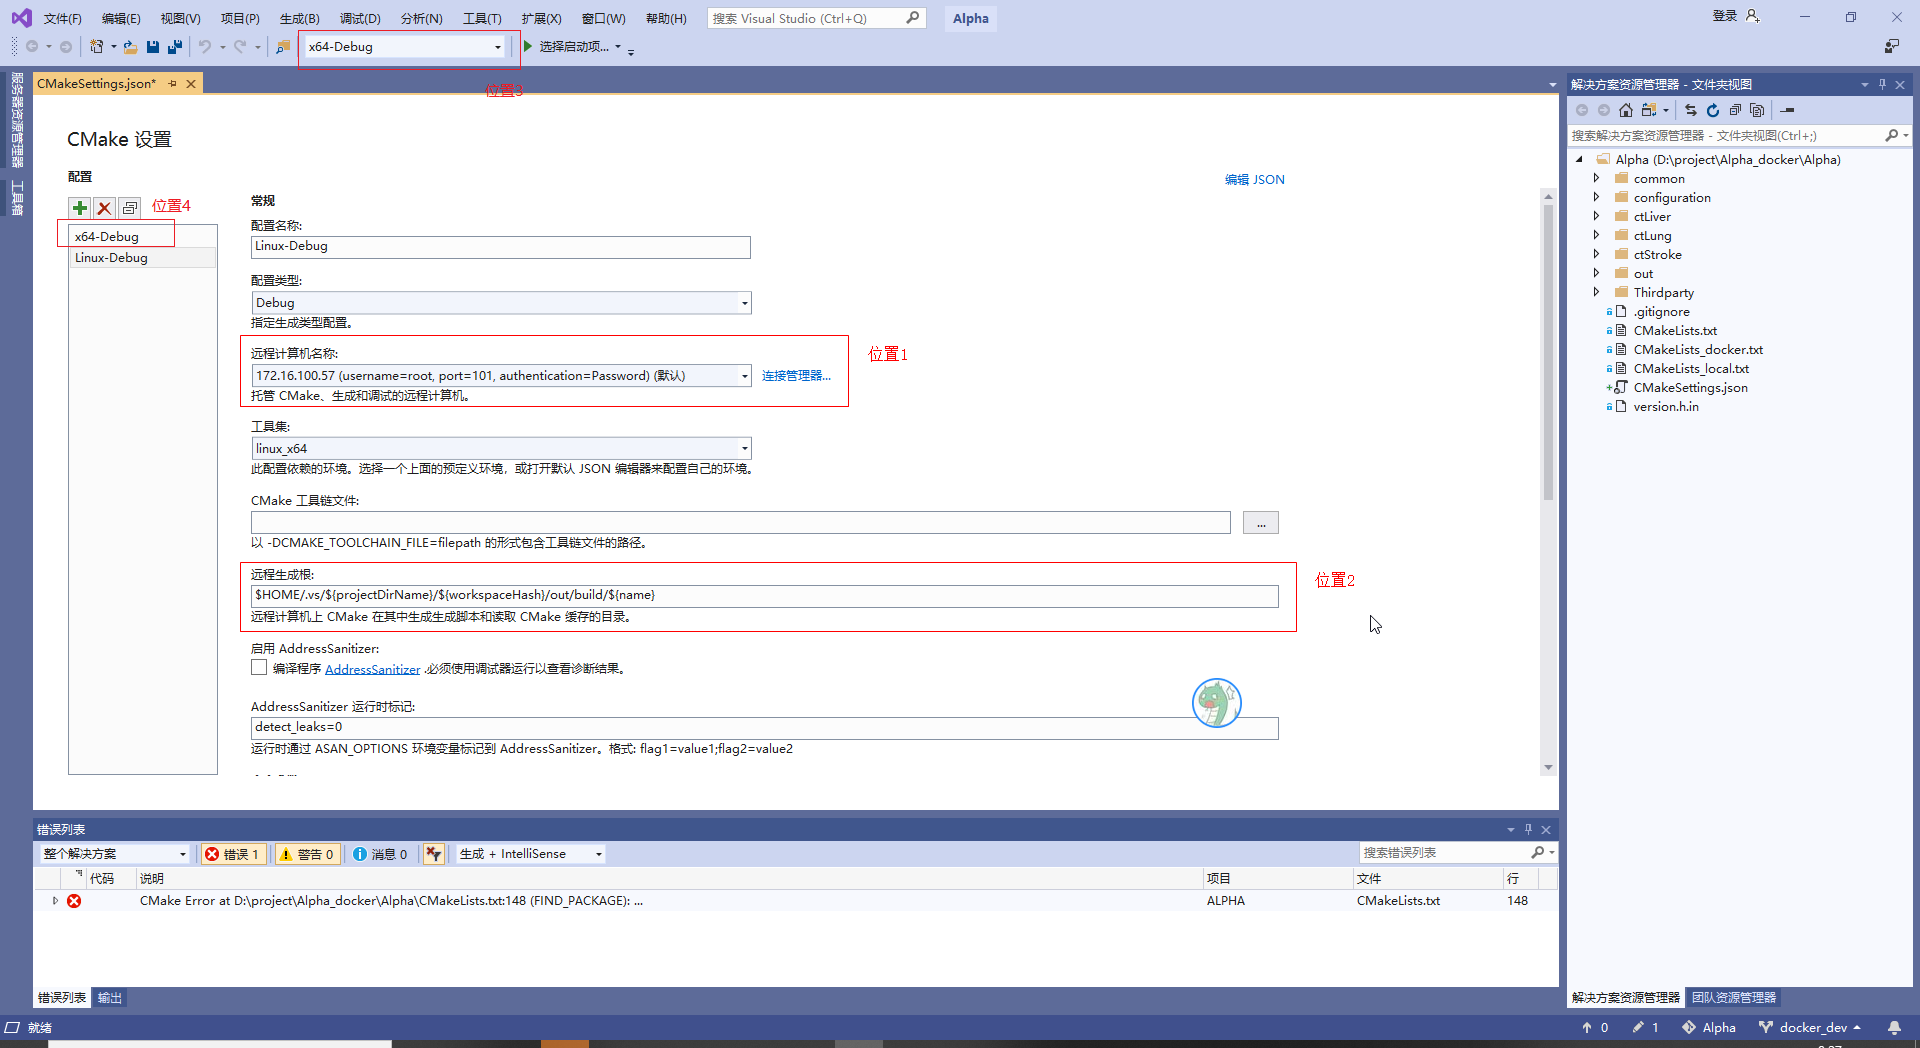 文件(F) 编辑(E) 视图(V) 项目(P) 生成(B) 调试(D) 分析(N) 工具(T) 扩展(X) 窗口(W) 帮助(H) 搜索 Visual Studio (Ctrl+Q) Alpha 登录
x64-Debug 选择启动项...
位置3
服务器资源管理器
工具箱
CMakeSettings.json*
CMake 设置
配置
编辑 JSON
位置4
x64-Debug
Linux-Debug
常规
配置名称:
Linux-Debug
配置类型:
Debug
指定生成类型配置。
远程计算机名称:
位置1
172.16.100.57 (username=root, port=101, authentication=Password) (默认) 连接管理器...
托管 CMake、生成和调试的远程计算机。
工具集:
linux_x64
此配置依赖的环境。选择一个上面的预定义环境，或打开默认 JSON 编辑器来配置自己的环境。
CMake 工具链文件:
...
以 -DCMAKE_TOOLCHAIN_FILE=filepath 的形式包含工具链文件的路径。
远程生成根:
位置2
$HOME/.vs/${projectDirName}/${workspaceHash}/out/build/${name}
远程计算机上 CMake 在其中生成生成脚本和读取 CMake 缓存的目录。
启用 AddressSanitizer:
编译程序 AddressSanitizer .必须使用调试器运行以查看诊断结果。
AddressSanitizer 运行时标记:
detect_leaks=0
运行时通过 ASAN_OPTIONS 环境变量标记到 AddressSanitizer。格式: flag1=value1;flag2=value2
解决方案资源管理器 - 文件夹视图
搜索解决方案资源管理器 - 文件夹视图(Ctrl+;)
Alpha (D:\project\Alpha_docker\Alpha)
common
configuration
ctLiver
ctLung
ctStroke
out
Thirdparty
.gitignore
CMakeLists.txt
CMakeLists_docker.txt
CMakeLists_local.txt
CMakeSettings.json
version.h.in
错误列表
整个解决方案 错误 1 警告 0 消息 0 生成 + IntelliSense 搜索错误列表
代码 说明 项目 文件 行
CMake Error at D:\project\Alpha_docker\Alpha\CMakeLists.txt:148 (FIND_PACKAGE): ... ALPHA CMakeLists.txt 148
错误列表 输出
解决方案资源管理器 团队资源管理器
就绪 0 1 Alpha docker_dev